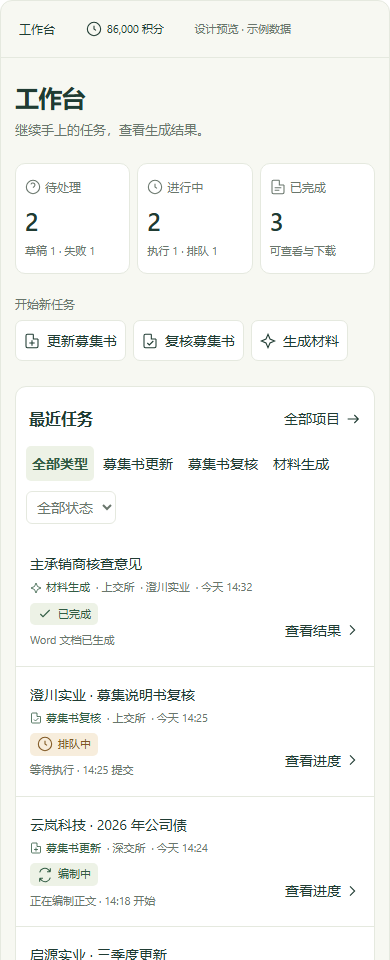 工作台 86,000 积分 设计预览 · 示例数据
工作台
继续手上的任务，查看生成结果。
待处理 进行中 已完成
2 2 3
草稿 1 · 失败 1 执行 1 · 排队 1 可查看与下载
开始新任务
更新募集书 复核募集书 生成材料
最近任务 全部项目
全部类型 募集书更新 募集书复核 材料生成
全部状态
主承销商核查意见
材料生成 · 上交所 · 澄川实业 · 今天 14:32
已完成
Word 文档已生成 查看结果
澄川实业 · 募集说明书复核
募集书复核 · 上交所 · 今天 14:25
排队中
等待执行 · 14:25 提交 查看进度
云岚科技 · 2026 年公司债
募集书更新 · 深交所 · 今天 14:24
编制中
正在编制正文 · 14:18 开始 查看进度
启源实业 · 三季度更新